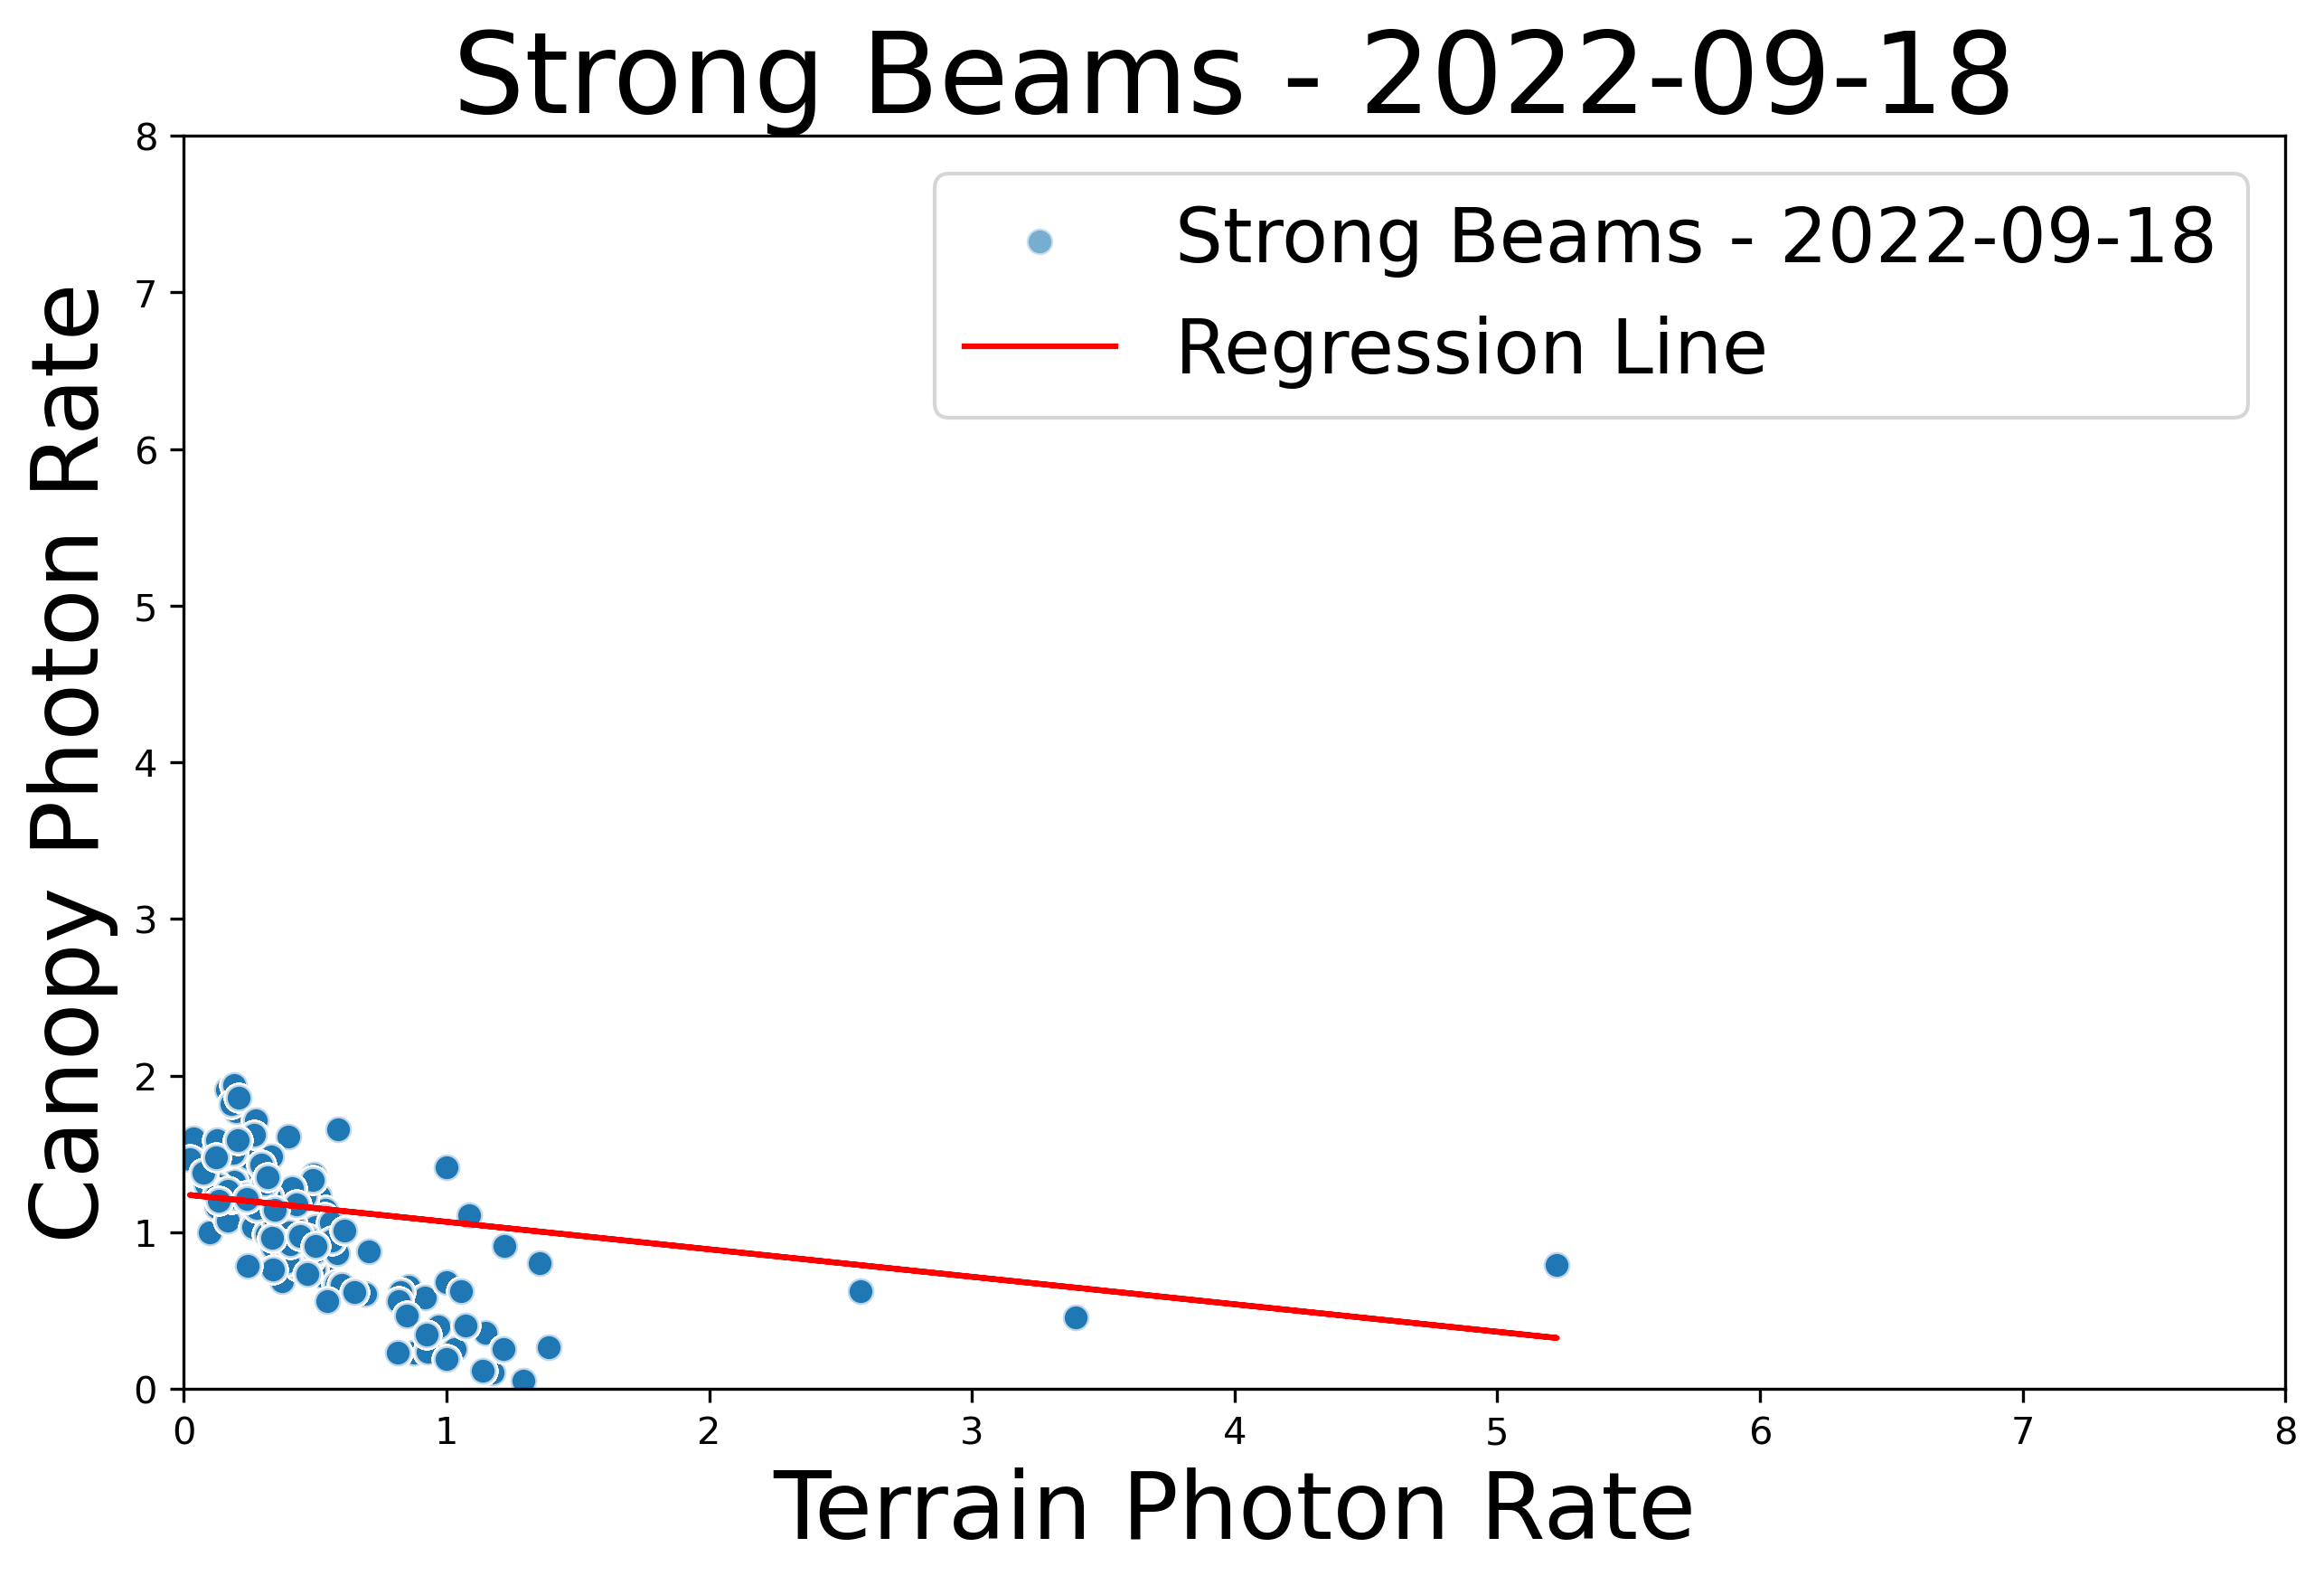 Strong Beams - 2022-09-18
8
7
6
5
4
3
2
1
0
Canopy Photon Rate
Strong Beams - 2022-09-18
Regression Line
0 1 2 3 4 5 6 7 8
Terrain Photon Rate